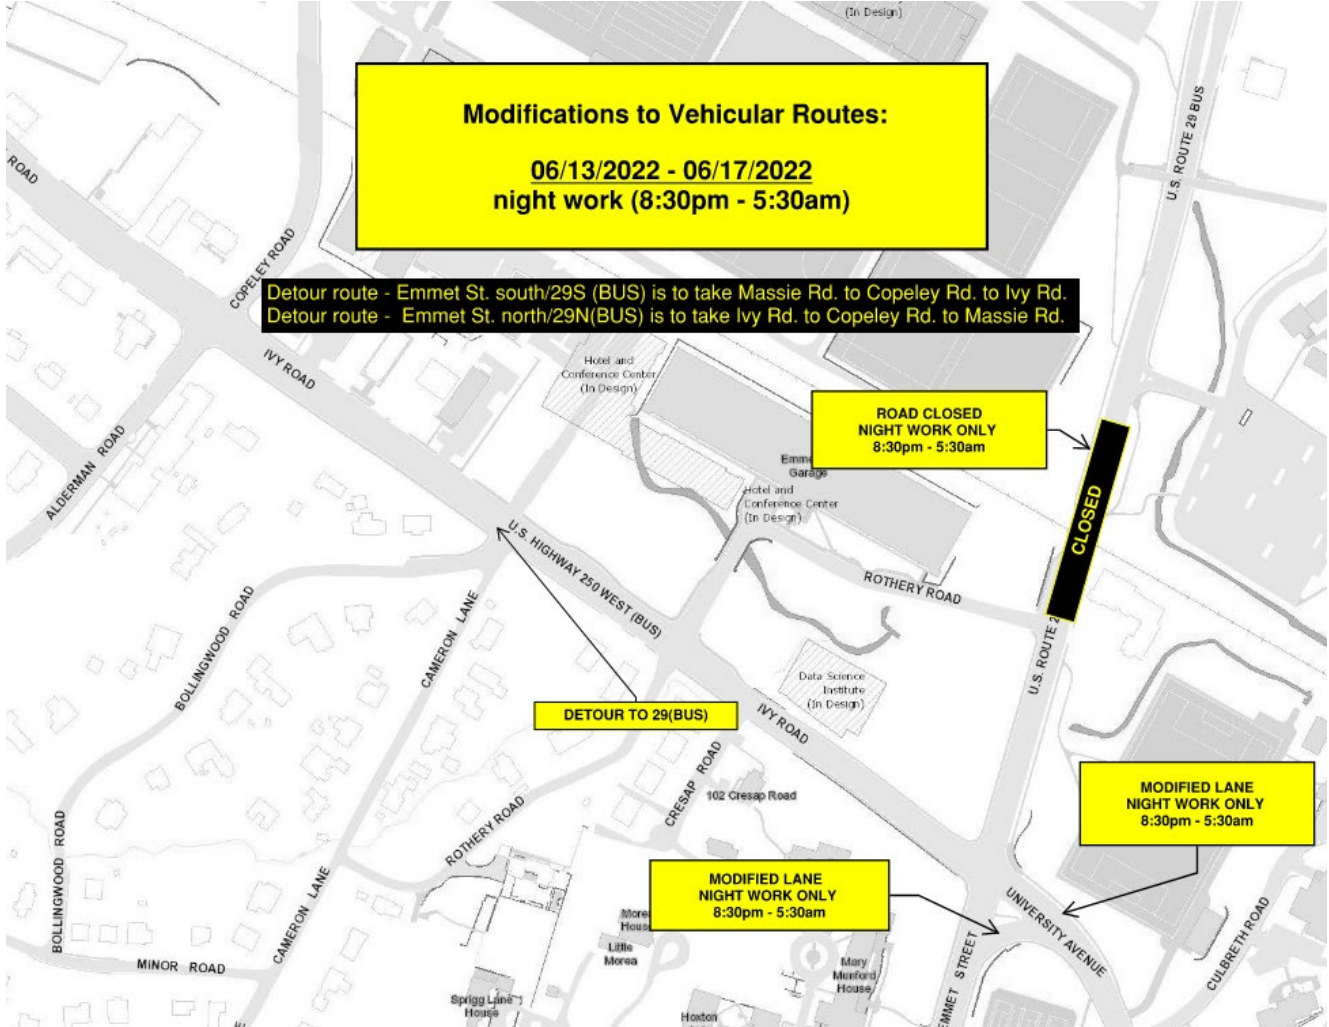 (In Design)
Modifications to Vehicular Routes:
06/13/2022 - 06/17/2022
night work (8:30pm - 5:30am)
U.S. ROUTE 29 BUS
ROAD
COPELEY ROAD
Detour route - Emmet St. south/29S (BUS) is to take Massie Rd. to Copeley Rd. to Ivy Rd.
Detour route - Emmet St. north/29N(BUS) is to take Ivy Rd. to Copeley Rd. to Massie Rd.
IVY ROAD
Hotel and
Conference Center
(In Design)
ROAD CLOSED
NIGHT WORK ONLY
8:30pm - 5:30am
ALDERMAN ROAD
Garage
Hotel and
Conference Center
(In Design)
CLOSED
U.S. HIGHWAY 250 WEST (BUS)
ROTHERY ROAD
BOLLINGWOOD ROAD
CAMERON LANE
U.S. ROUTE
Data Science
Institute
(In Design)
DETOUR TO 29(BUS)
IVY ROAD
CRESAP ROAD
102 Cresap Road
MODIFIED LANE
NIGHT WORK ONLY
8:30pm - 5:30am
ROTHERY ROAD
BOLLINGWOOD ROAD
MODIFIED LANE
NIGHT WORK ONLY
8:30pm - 5:30am
UNIVERSITY AVENUE
CAMERON LANE
House
Little
Morea
MINOR ROAD
Mary
Munford
House
EMMET STREET
CULBRETH ROAD
Sprigg Lane
House
Hoxton